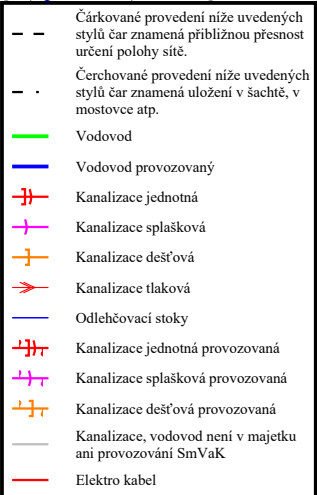 Čárkované provedení níže uvedených
stylů čar znamená přibližnou přesnost
určení polohy sítě.
Čerchované provedení níže uvedených
stylů čar znamená uložení v šachtě, v
mostovce atp.
Vodovod
Vodovod provozovaný
Kanalizace jednotná
Kanalizace splašková
Kanalizace dešťová
Kanalizace tlaková
Odlehčovací stoky
Kanalizace jednotná provozovaná
Kanalizace splašková provozovaná
Kanalizace dešťová provozovaná
Kanalizace, vodovod není v majetku
ani provozování SmVaK
Elektro kabel